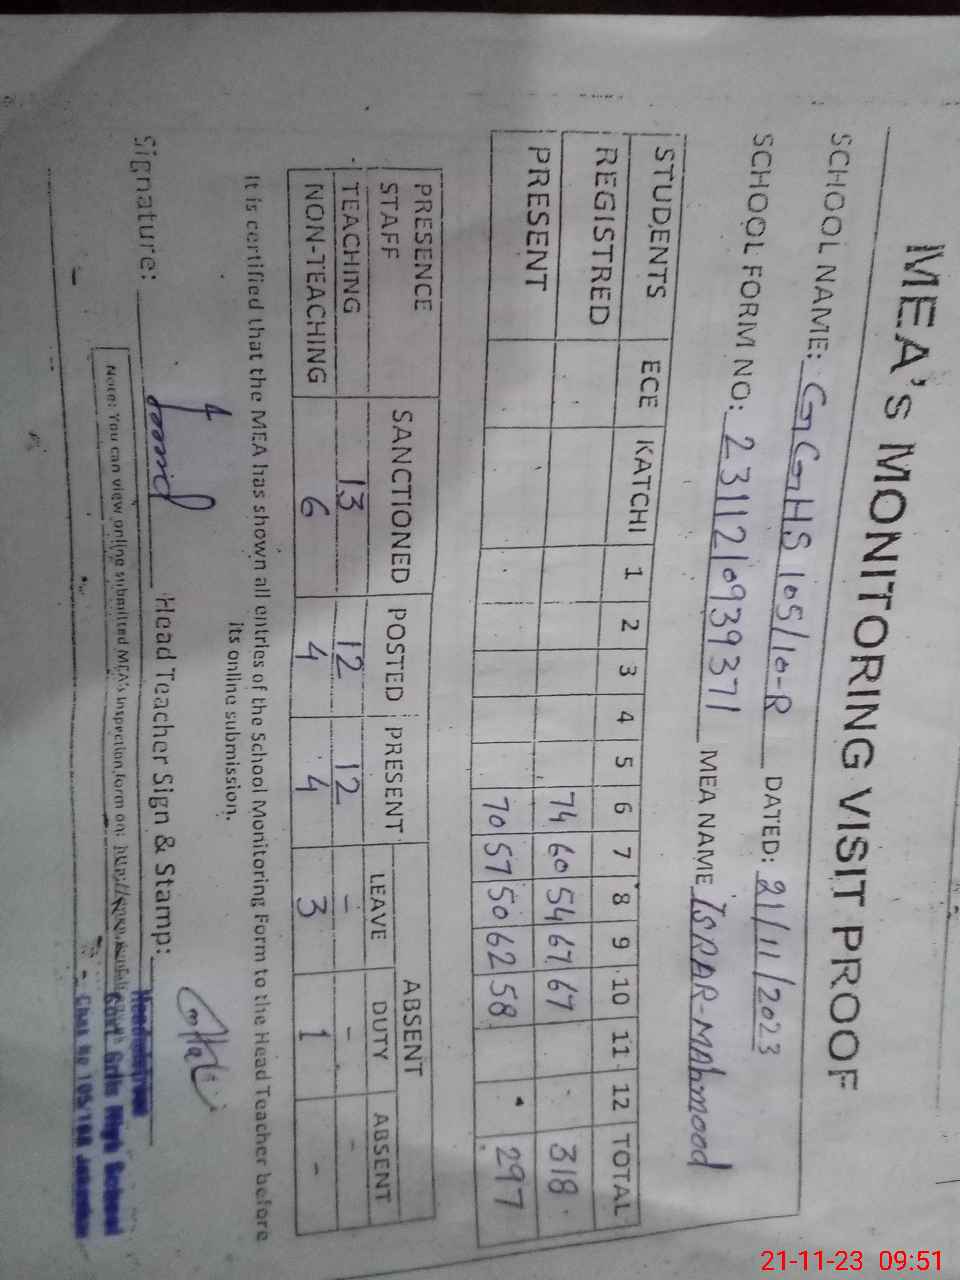 MEA's MONITORING VISIT PROOF
SCHOOL NAME: GGHS 105/10-R DATED: 21/11/2023
SCHOOL FORM NO: 231121093937 MEA NAME ISRAR-MAhmood
STUDENTS ECE KATCHI 1 2 3 4 5 6 7 8 9 10 11 12 TOTAL
REGISTRED 74 60 54 67 67 318
PRESENT 70 57 50 62 58 297
PRESENCE STAFF SANCTIONED POSTED PRESENT ABSENT
LEAVE DUTY ABSENT
TEACHING 13 12 12 - - -
NON-TEACHING 6 4 4 3 1 -
It is certified that the MEA has shown all entries of the School Monitoring Form to the Head Teacher before
its online submission.
Signature: Head Teacher Sign & Stamp:
Headmistress
Govt Girls High School
Chak No 105/10R Jahanian
Note: You can view online submitted MEA's Inspection form on:
21-11-23 09:51